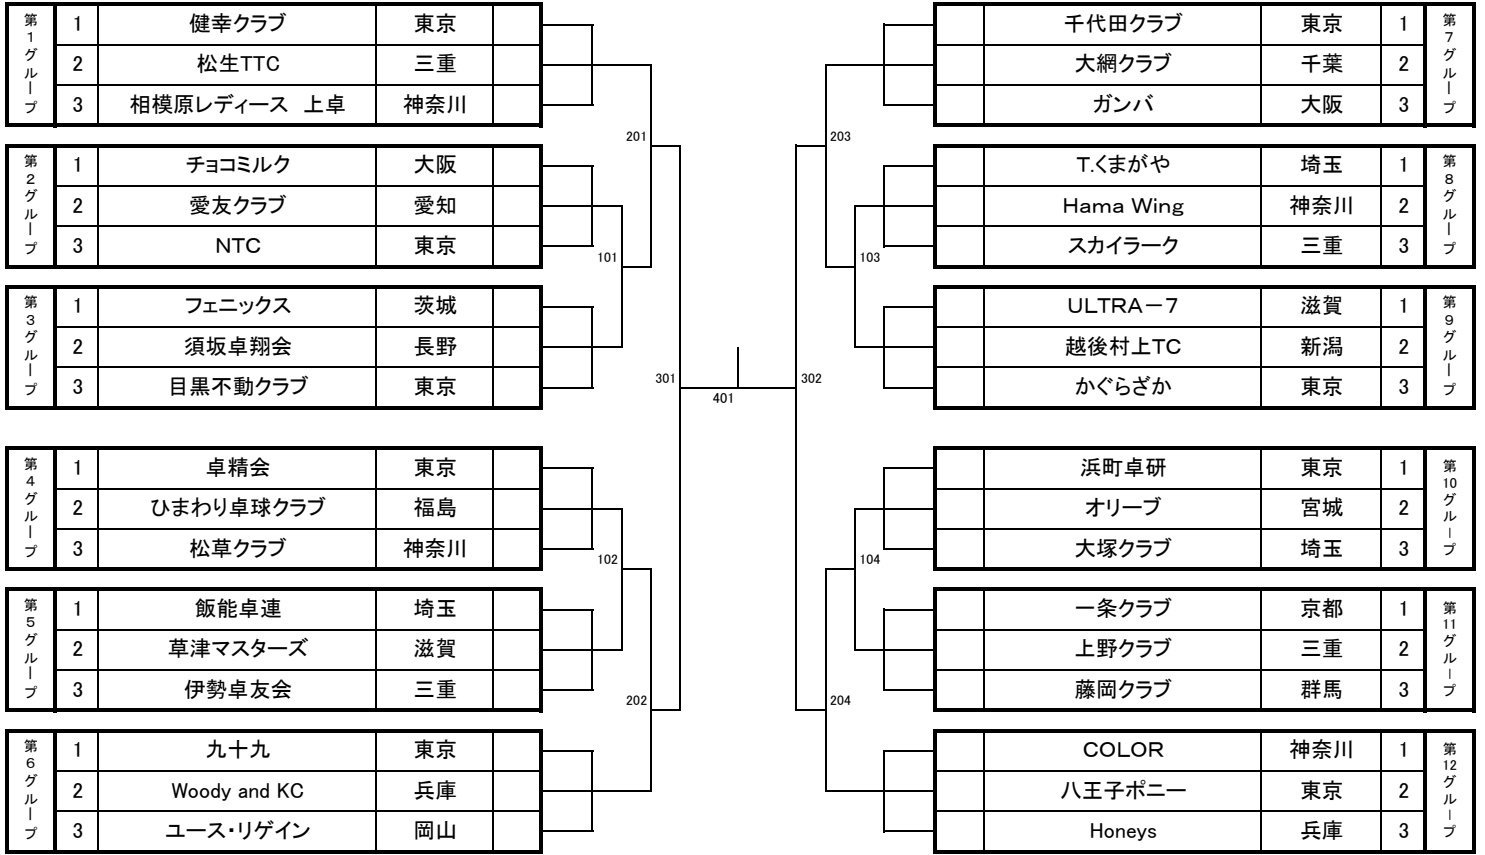 第1グループ
1 健幸クラブ 東京
2 松生TTC 三重
3 相模原レディース　上卓 神奈川
201
第2グループ
1 チョコミルク 大阪
2 愛友クラブ 愛知
3 NTC 東京
101
第3グループ
1 フェニックス 茨城
2 須坂卓翔会 長野
3 目黒不動クラブ 東京
301
401
第4グループ
1 卓精会 東京
2 ひまわり卓球クラブ 福島
3 松草クラブ 神奈川
102
第5グループ
1 飯能卓連 埼玉
2 草津マスターズ 滋賀
3 伊勢卓友会 三重
202
第6グループ
1 九十九 東京
2 Woody and KC 兵庫
3 ユース・リゲイン 岡山
千代田クラブ 東京 1
大網クラブ 千葉 2
ガンバ 大阪 3
第7グループ
203
T.くまがや 埼玉 1
Hama Wing 神奈川 2
スカイラーク 三重 3
第8グループ
103
ULTRA－7 滋賀 1
越後村上TC 新潟 2
かぐらざか 東京 3
第9グループ
302
浜町卓研 東京 1
オリーブ 宮城 2
大塚クラブ 埼玉 3
第10グループ
104
一条クラブ 京都 1
上野クラブ 三重 2
藤岡クラブ 群馬 3
第11グループ
204
COLOR 神奈川 1
八王子ポニー 東京 2
Honeys 兵庫 3
第12グループ